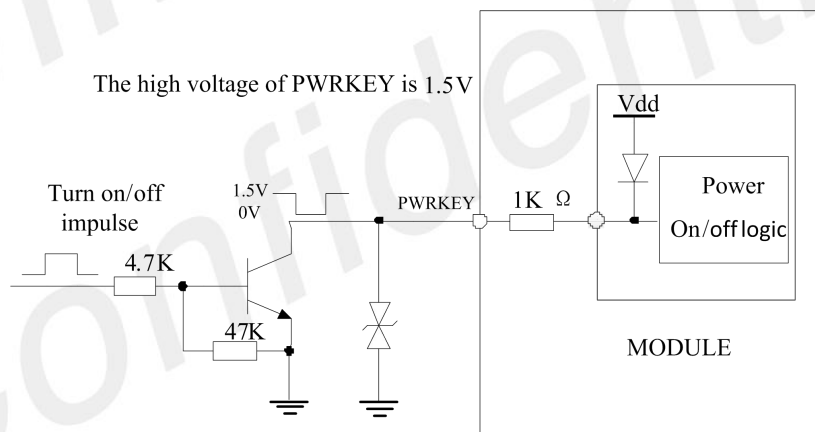 The high voltage of PWRKEY is 1.5V
Vdd
Turn on/off
impulse
1.5V
0V
PWRKEY
1K Ω
Power
On/off logic
4.7K
47K
MODULE
onfidenti